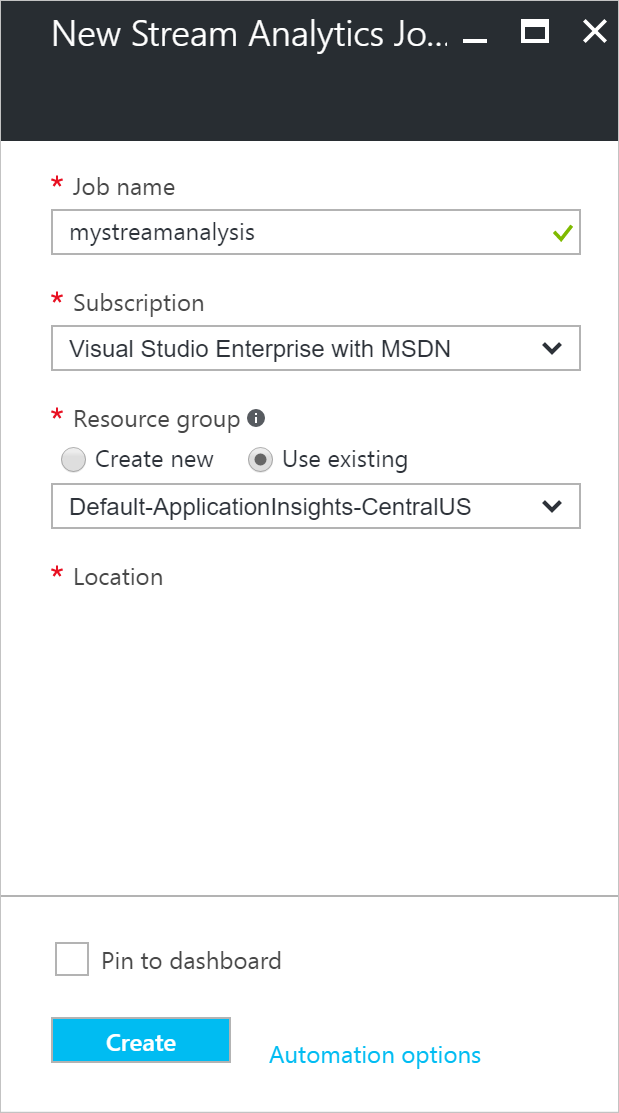 New Stream Analytics Jo...
* Job name
mystreamanalysis
* Subscription
Visual Studio Enterprise with MSDN
* Resource group
Create new Use existing
Default-ApplicationInsights-CentralUS
* Location
Pin to dashboard
Create Automation options